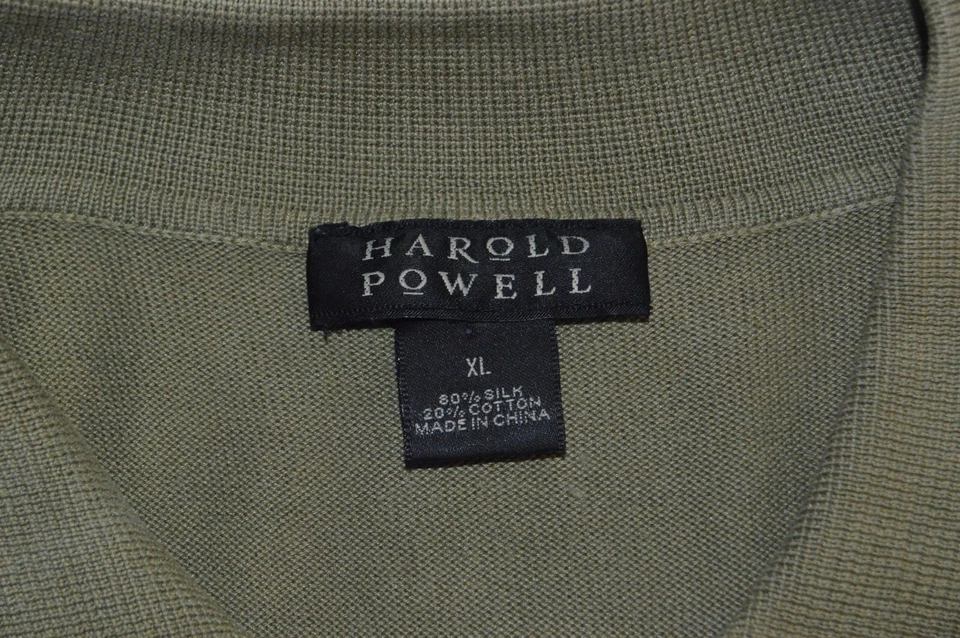 HAROLD
POWELL
XL
80% SILK
20% COTTON
MADE IN CHINA